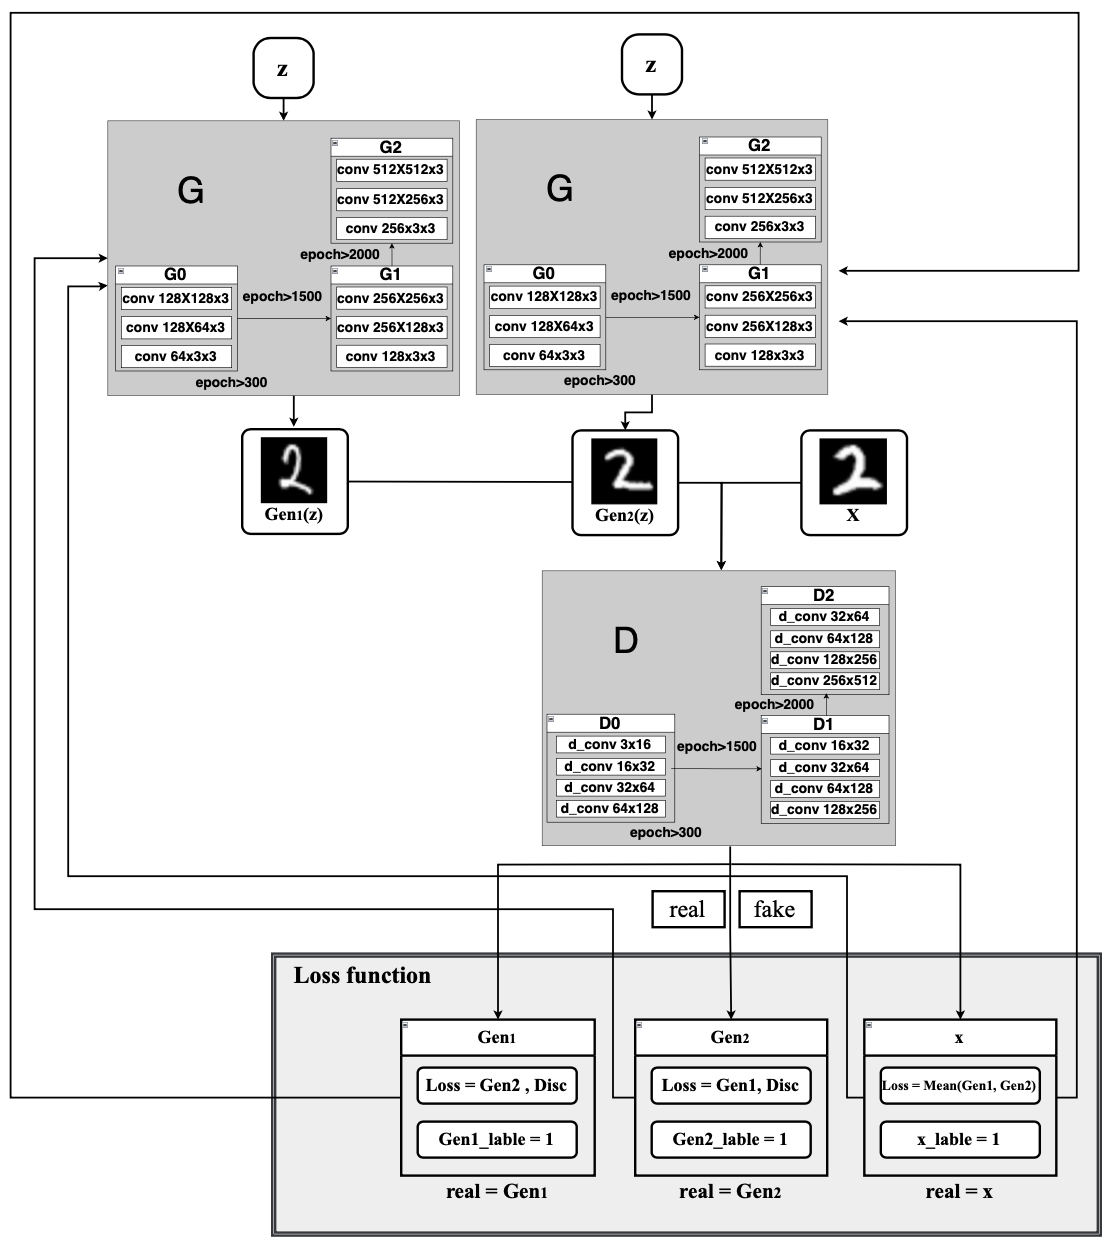 z
z
G
G2
conv 512X512x3
conv 512X256x3
conv 256x3x3
epoch>2000
G0
conv 128X128x3
conv 128X64x3
conv 64x3x3
epoch>1500
G1
conv 256X256x3
conv 256X128x3
conv 128x3x3
epoch>300
G
G2
conv 512X512x3
conv 512X256x3
conv 256x3x3
epoch>2000
G0
conv 128X128x3
conv 128X64x3
conv 64x3x3
epoch>1500
G1
conv 256X256x3
conv 256X128x3
conv 128x3x3
epoch>300
2
Gen1(z)
2
Gen2(z)
2
X
D
D2
d_conv 32x64
d_conv 64x128
d_conv 128x256
d_conv 256x512
epoch>2000
D0
d_conv 3x16
d_conv 16x32
d_conv 32x64
d_conv 64x128
epoch>1500
D1
d_conv 16x32
d_conv 32x64
d_conv 64x128
d_conv 128x256
epoch>300
real
fake
Loss function
Gen1
Loss = Gen2 , Disc
Gen1_lable = 1
real = Gen1
Gen2
Loss = Gen1, Disc
Gen2_lable = 1
real = Gen2
x
Loss = Mean(Gen1, Gen2)
x_lable = 1
real = x